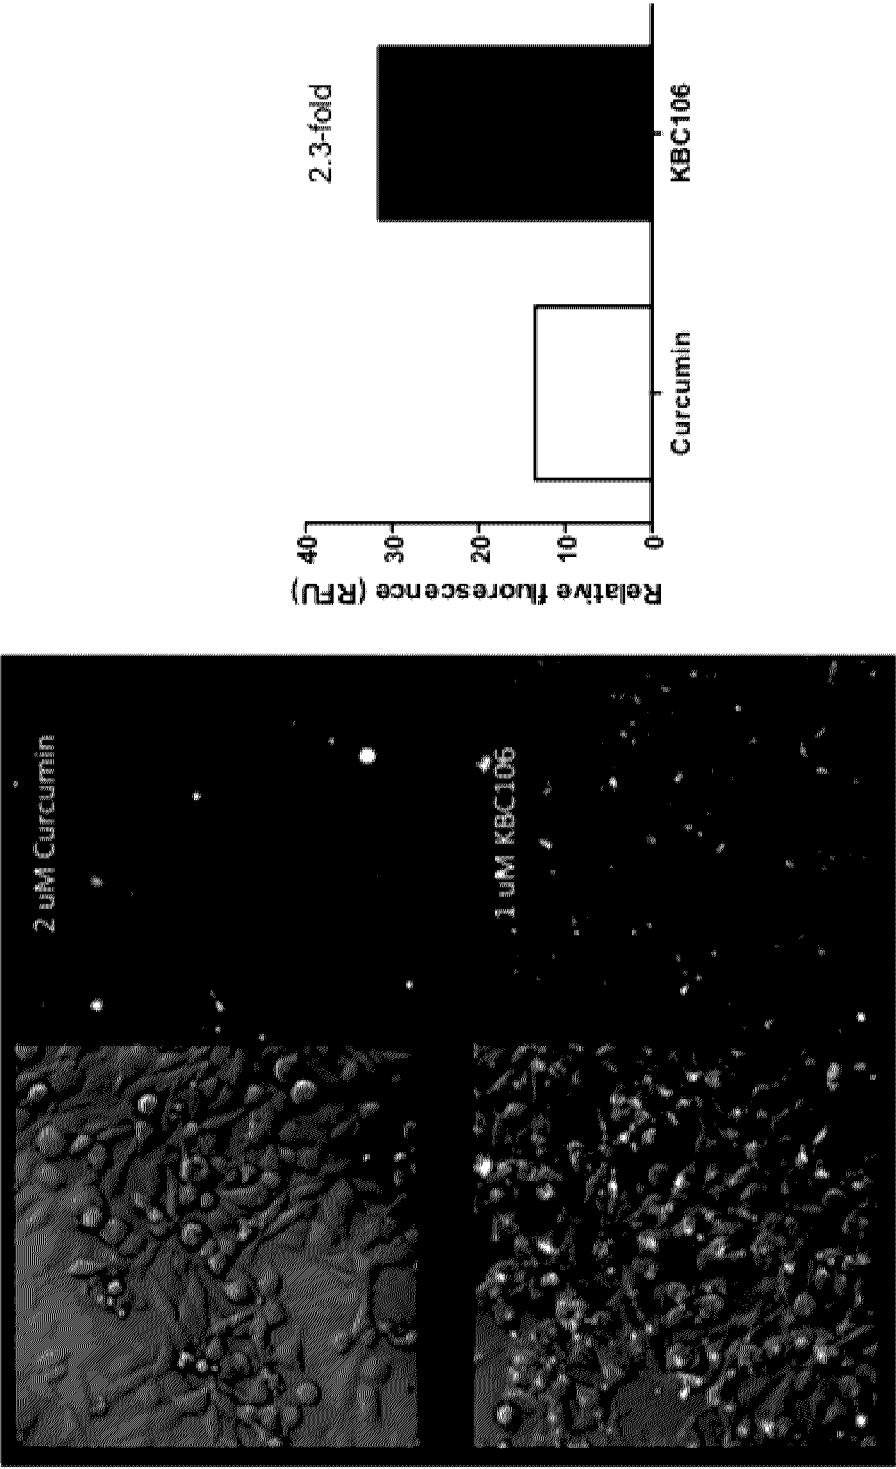 2 uM Curcumin
1 uM KBC106
Relative fluorescence (RFU)
40
30
20
10
0
2.3-fold
Curcumin
KBC106